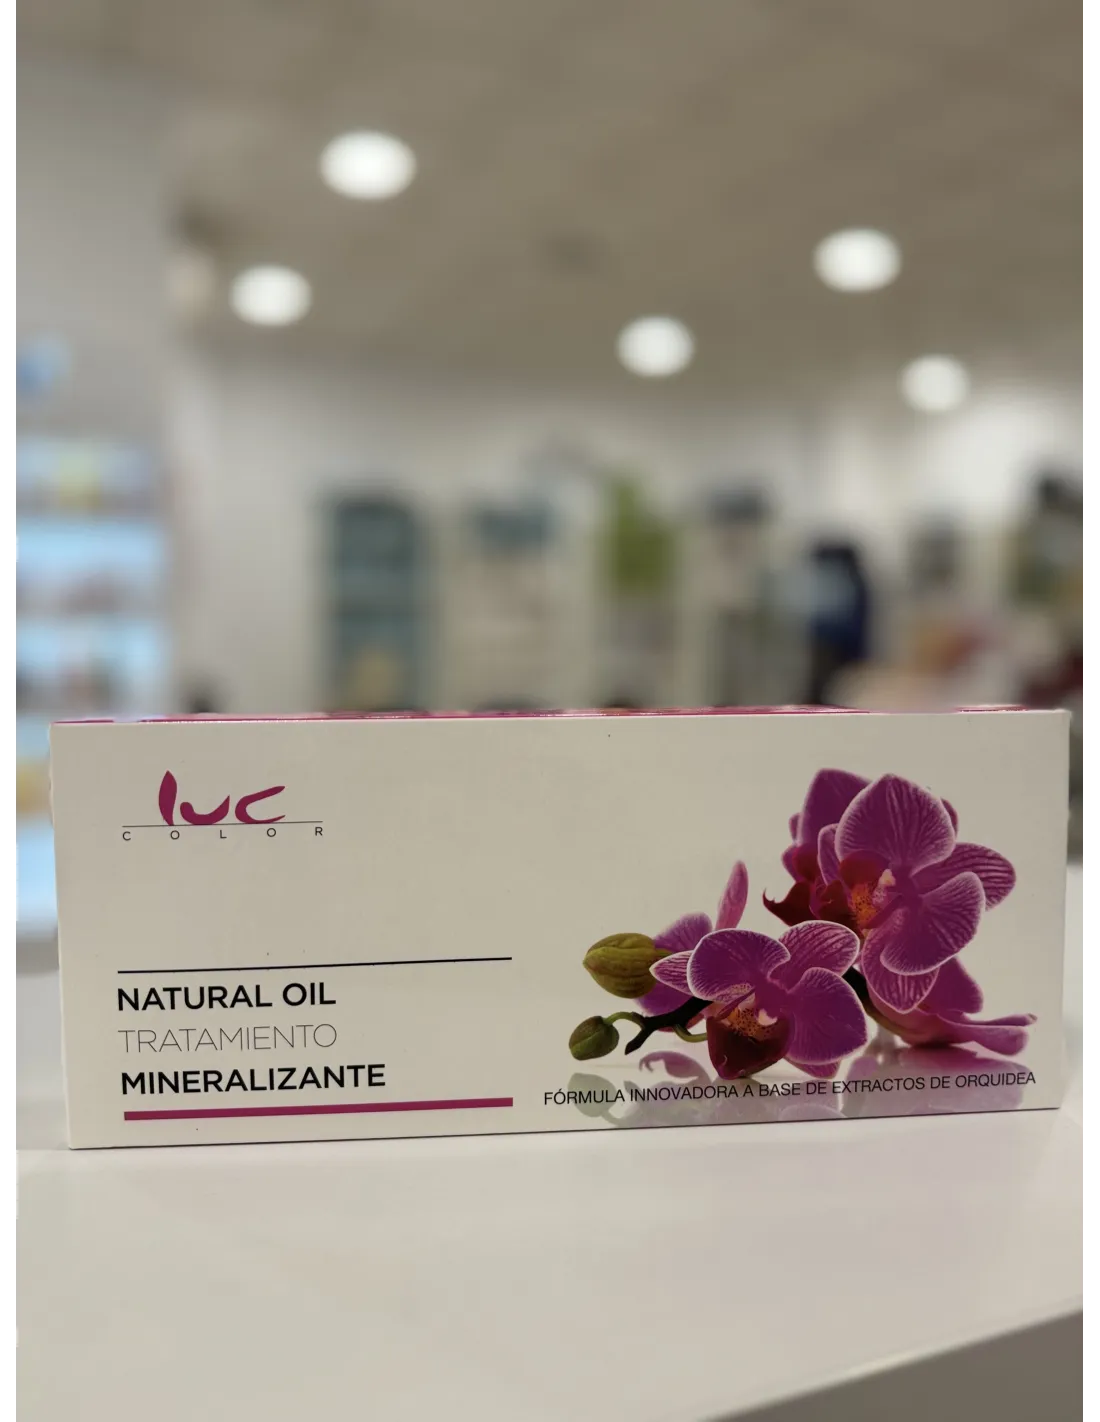 luc
COLOR
NATURAL OIL
TRATAMIENTO
MINERALIZANTE
FÓRMULA INNOVADORA A BASE DE EXTRACTOS DE ORQUIDEA